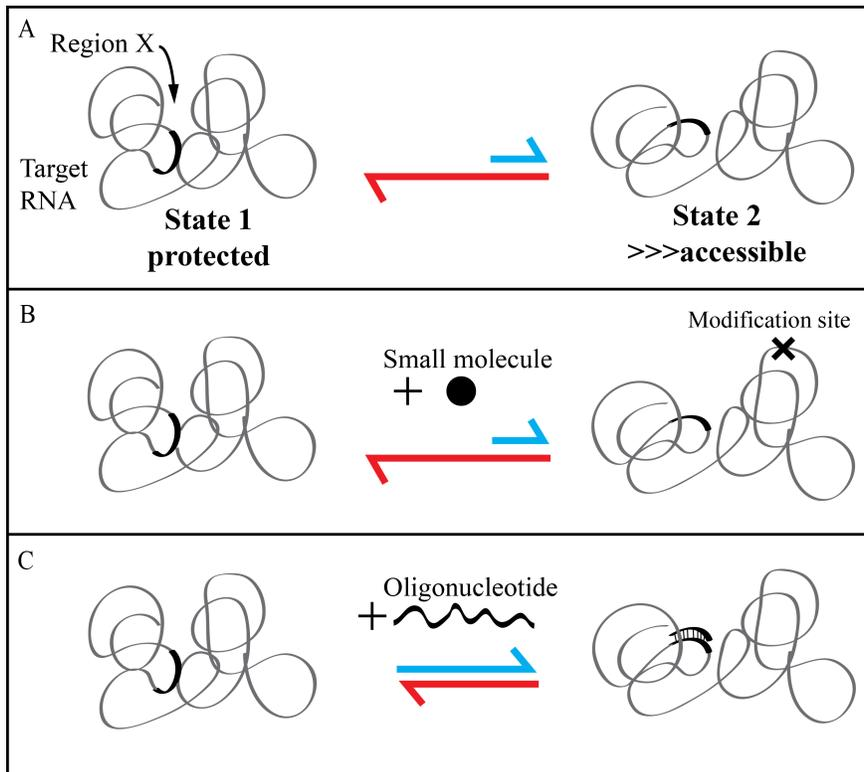 A
Region X
Target
RNA
State 1
protected
State 2
>>>accessible
B
Small molecule
+
Modification site
C
Oligonucleotide
+